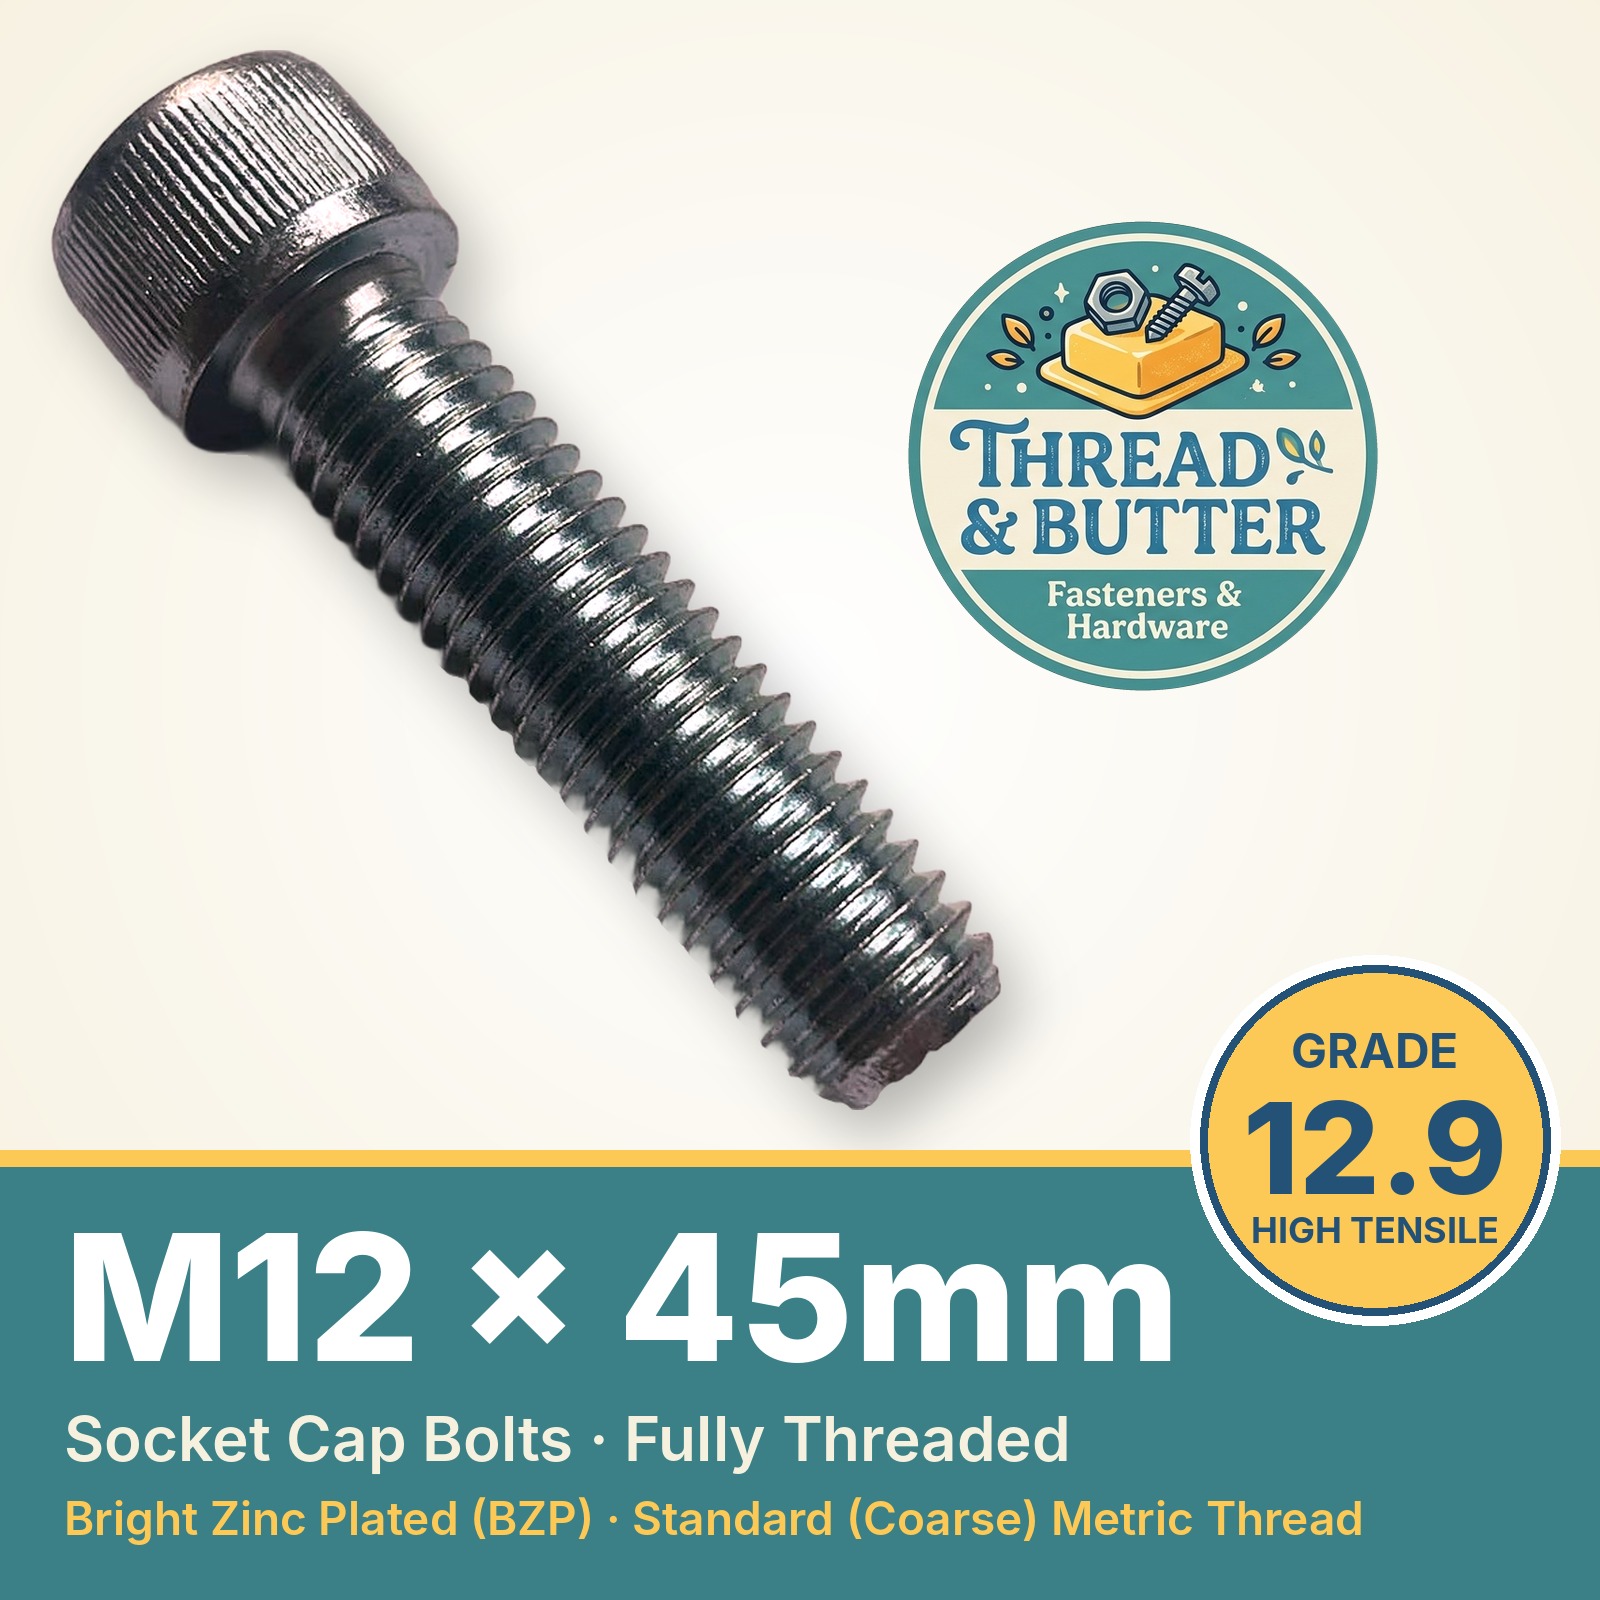 THREAD
& BUTTER
Fasteners &
Hardware
GRADE
12.9
HIGH TENSILE
M12 × 45mm
Socket Cap Bolts · Fully Threaded
Bright Zinc Plated (BZP) · Standard (Coarse) Metric Thread